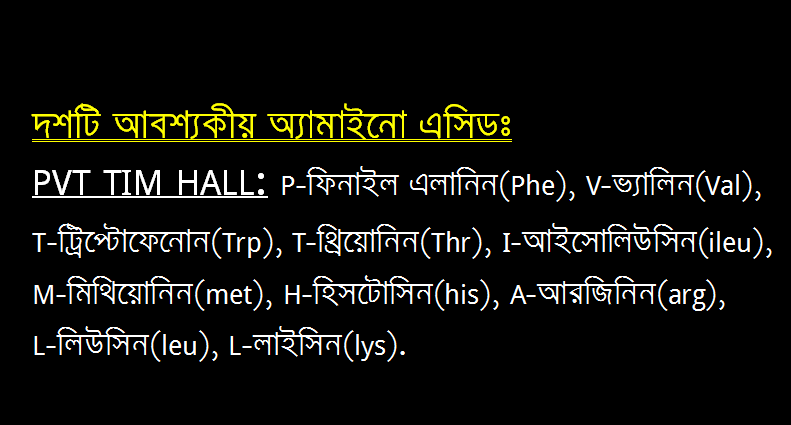 দশটি আবশ্যকীয় অ্যামাইনো এসিডঃ
PVT TIM HALL: P-ফিনাইল এলানিন(Phe), V-ভ্যালিন(Val),
T-ট্রিপ্টোফেনোন(Trp), T-থ্রিয়োনিন(Thr), I-আইসোলিউসিন(ileu),
M-মিথিয়োনিন(met), H-হিসটোসিন(his), A-আরজিনিন(arg),
L-লিউসিন(leu), L-লাইসিন(lys).